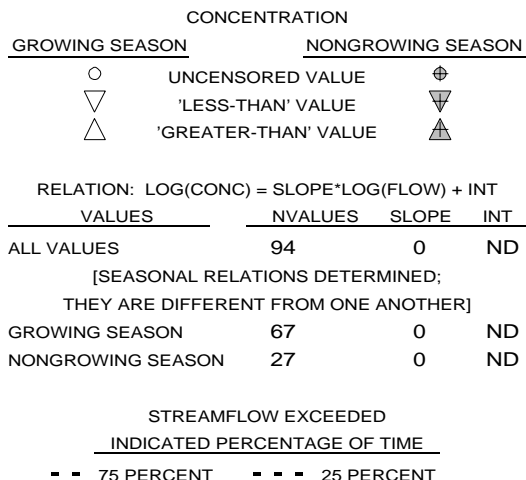 CONCENTRATION
GROWING SEASON NONGROWING SEASON
UNCENSORED VALUE
'LESS-THAN' VALUE
'GREATER-THAN' VALUE
RELATION: LOG(CONC) = SLOPE*LOG(FLOW) + INT
VALUES NVALUES SLOPE INT
ALL VALUES 94 0 ND
[SEASONAL RELATIONS DETERMINED;
THEY ARE DIFFERENT FROM ONE ANOTHER]
GROWING SEASON 67 0 ND
NONGROWING SEASON 27 0 ND
STREAMFLOW EXCEEDED
INDICATED PERCENTAGE OF TIME
75 PERCENT 25 PERCENT